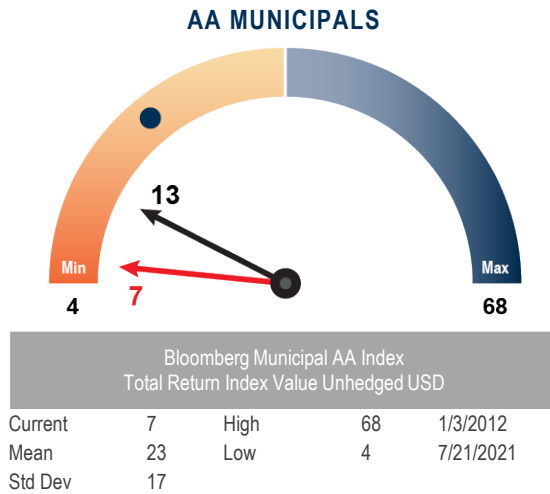 AA MUNICIPALS
13
Min
Max
7
4
68
Bloomberg Municipal AA Index
Total Return Index Value Unhedged USD
Current 7 High 68 1/3/2012
Mean 23 Low 4 7/21/2021
Std Dev 17